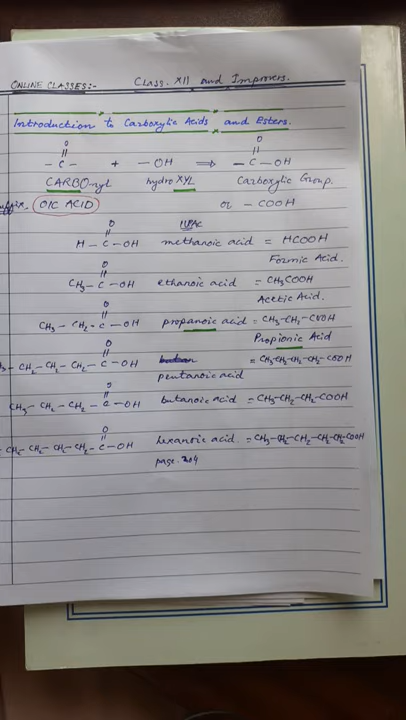 ONLINE CLASSES:- Class. XII and Improvers.
Introduction to Carboxylic Acids and Esters.
O O
|| ||
- C - + - OH ⇒ - C - OH
CARBO-nyl hydroXYL Carboxylic Group.
OIC ACID or - COOH
O IUPAC
||
H - C - OH methanoic acid = HCOOH
Formic Acid.
O
||
CH₃ - C - OH ethanoic acid = CH₃COOH
Acetic Acid.
O
||
CH₃ - CH₂ - C - OH propanoic acid = CH₃-CH₂-COOH
Propionic Acid
O
||
- CH₂ - CH₂ - CH₂ - C - OH = CH₃-CH₂-CH₂-CH₂-COOH
pentanoic acid
O
||
CH₃ - CH₂ - CH₂ - C - OH butanoic acid = CH₃-CH₂-CH₂-COOH
O
||
CH₂ - CH₂ - CH₂ - CH₂ - C - OH hexanoic acid. = CH₃-CH₂-CH₂-CH₂-CH₂-COOH
page. 204